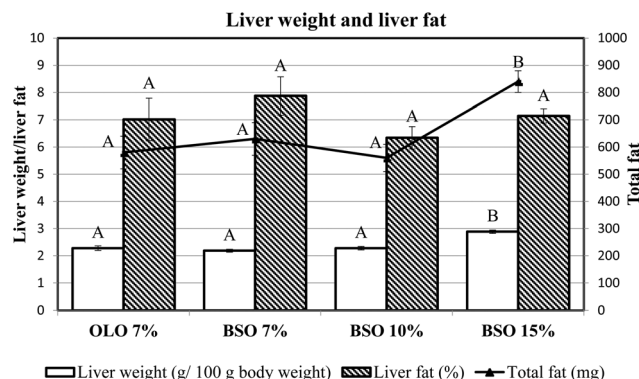 Liver weight and liver fat
Liver weight/liver fat
10
9
8
7
6
5
4
3
2
1
0
Total fat
1000
900
800
700
600
500
400
300
200
100
0
A A A
A A A
A A A
B B A
OLO 7% BSO 7% BSO 10% BSO 15%
Liver weight (g/ 100 g body weight) Liver fat (%) Total fat (mg)